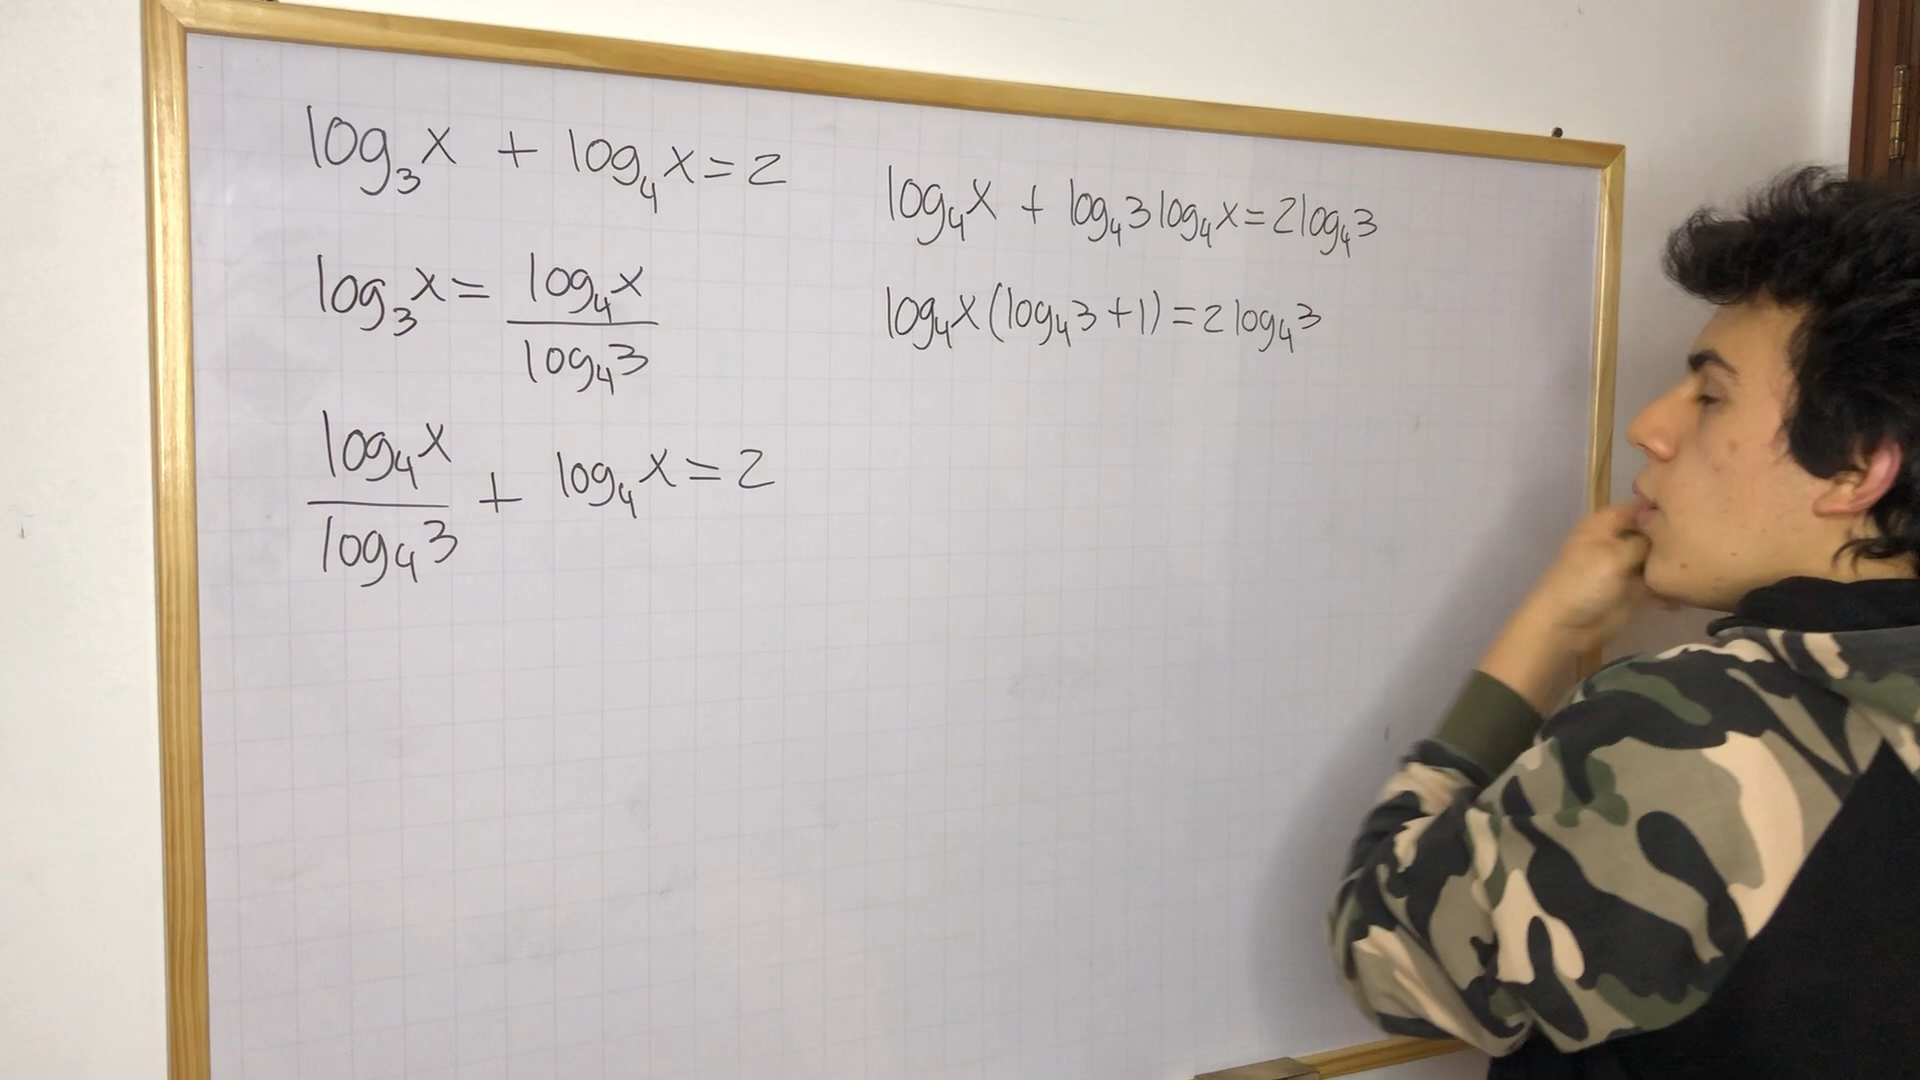 log₃x + log₄x = 2
log₃x = log₄x / log₄3
log₄x / log₄3 + log₄x = 2
log₄x + log₄3 log₄x = 2log₄3
log₄x (log₄3 + 1) = 2 log₄3